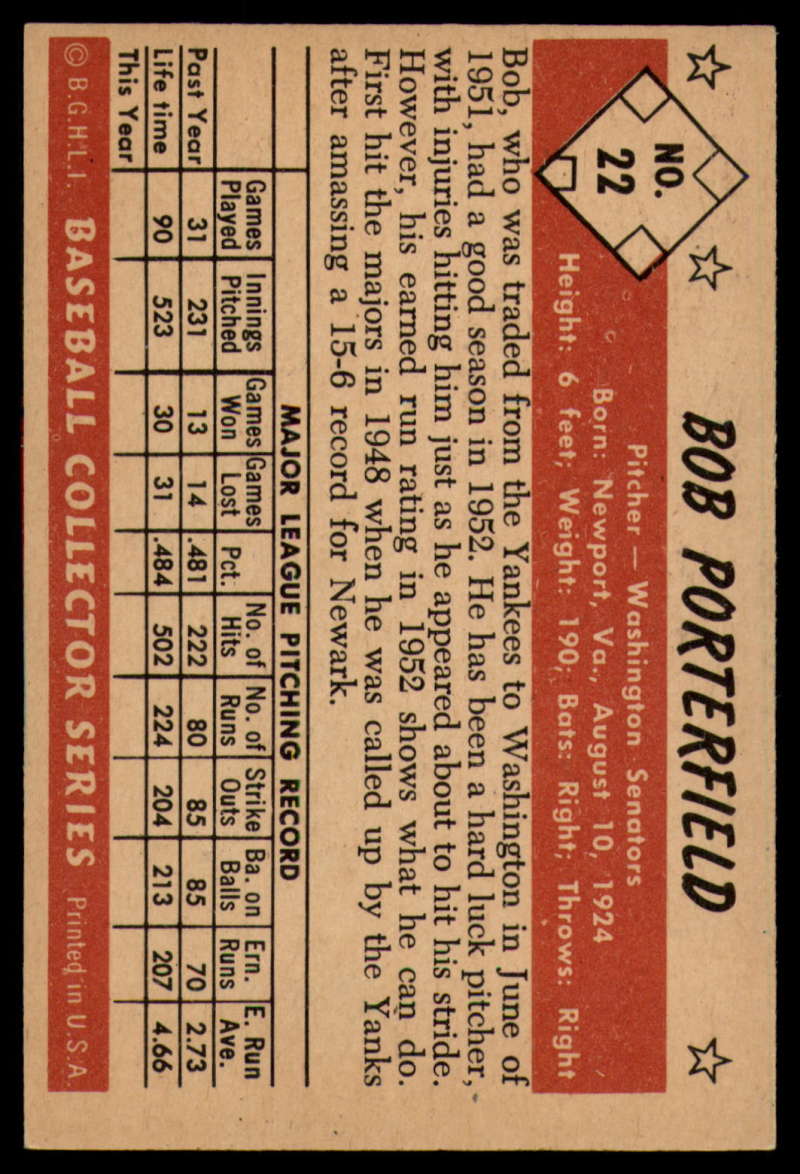 NO.
22
BOB PORTERFIELD
Pitcher — Washington Senators
Born: Newport, Va., August 10, 1924
Height: 6 feet; Weight: 190; Bats: Right; Throws: Right
Bob, who was traded from the Yankees to Washington in June of
1951, had a good season in 1952. He has been a hard luck pitcher,
with injuries hitting him just as he appeared about to hit his stride.
However, his earned run rating in 1952 shows what he can do.
First hit the majors in 1948 when he was called up by the Yanks
after amassing a 15-6 record for Newark.
MAJOR LEAGUE PITCHING RECORD
Games Played Innings Pitched Games Won Games Lost Pct. No. of Hits No. of Runs Strike Outs Ba. on Balls Ern. Runs E. Run Ave.
Past Year 31 231 13 14 .481 222 80 85 85 70 2.73
Life time 90 523 30 31 .484 502 224 204 213 207 4.66
This Year
© B.G.H.L.I. BASEBALL COLLECTOR SERIES Printed in U.S.A.